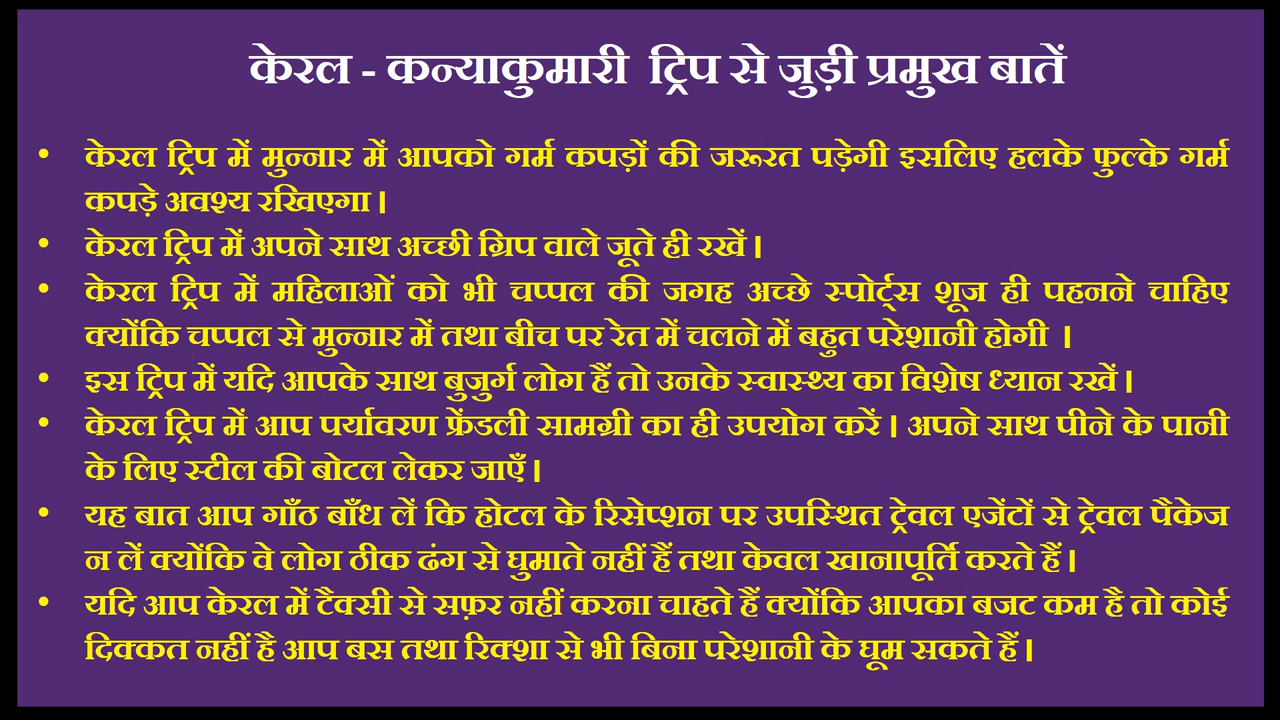 केरल - कन्याकुमारी ट्रिप से जुड़ी प्रमुख बातें
• केरल ट्रिप में मुन्नार में आपको गर्म कपड़ों की जरूरत पड़ेगी इसलिए हलके फुल्के गर्म
कपड़े अवश्य रखिएगा ।
• केरल ट्रिप में अपने साथ अच्छी ग्रिप वाले जूते ही रखें ।
• केरल ट्रिप में महिलाओं को भी चप्पल की जगह अच्छे स्पोर्ट्स शूज ही पहनने चाहिए
क्योंकि चप्पल से मुन्नार में तथा बीच पर रेत में चलने में बहुत परेशानी होगी ।
• इस ट्रिप में यदि आपके साथ बुजुर्ग लोग हैं तो उनके स्वास्थ्य का विशेष ध्यान रखें ।
• केरल ट्रिप में आप पर्यावरण फ्रेंडली सामग्री का ही उपयोग करें । अपने साथ पीने के पानी
के लिए स्टील की बोटल लेकर जाएँ ।
• यह बात आप गाँठ बाँध लें कि होटल के रिसेप्शन पर उपस्थित ट्रेवल एजेंटों से ट्रेवल पैकेज
न लें क्योंकि वे लोग ठीक ढंग से घुमाते नहीं हैं तथा केवल खानापूर्ति करते हैं ।
• यदि आप केरल में टैक्सी से सफ़र नहीं करना चाहते हैं क्योंकि आपका बजट कम है तो कोई
दिक्कत नहीं है आप बस तथा रिक्शा से भी बिना परेशानी के घूम सकते हैं ।